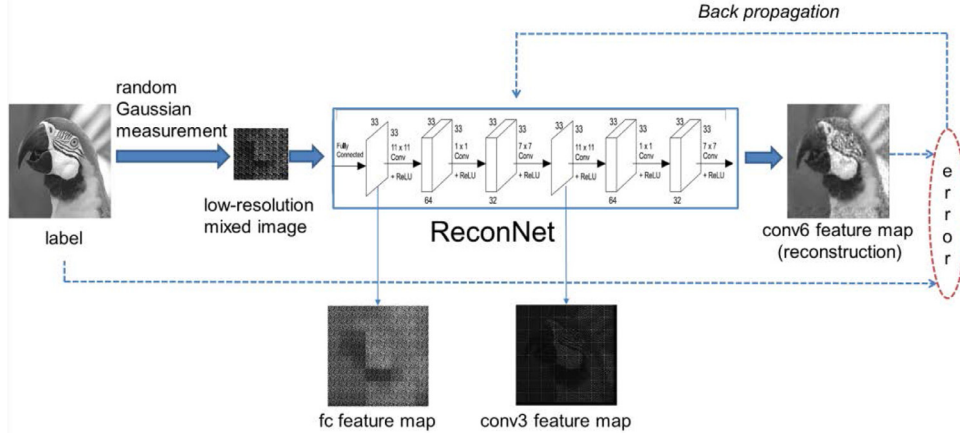 Back propagation
random
Gaussian
measurement
33
33
33
33
33
33
33
33
33
33
33
33
Fully
Connected
11 x 11
Conv
+ ReLU
1 x 1
Conv
+ ReLU
7 x 7
Conv
+ ReLU
11 x 11
Conv
+ ReLU
1 x 1
Conv
+ ReLU
7 x 7
Conv
+ ReLU
64
32
64
32
low-resolution
mixed image
ReconNet
label
conv6 feature map
(reconstruction)
e
r
r
o
r
fc feature map
conv3 feature map